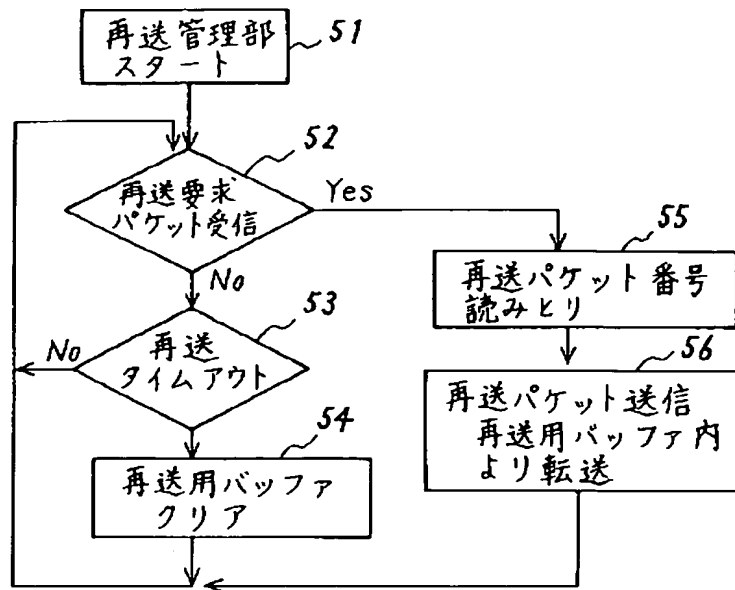 再送管理部
スタート
51
52
再送要求
パケット受信
Yes
No
53
再送
タイムアウト
No
54
再送用バッファ
クリア
55
再送パケット番号
読みとり
56
再送パケット送信
再送用バッファ内
より転送